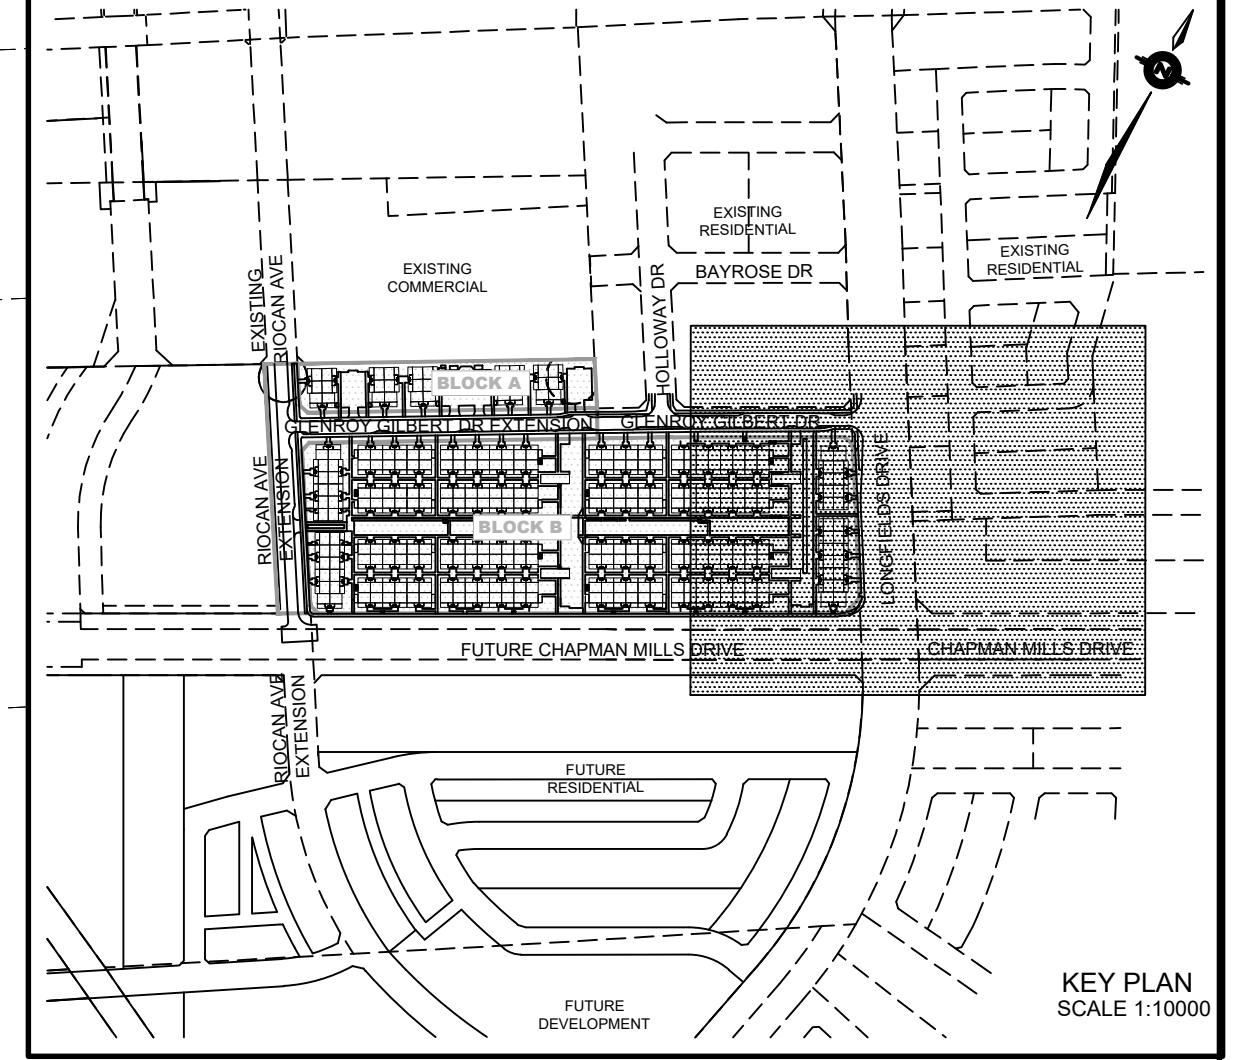 N
EXISTING
RESIDENTIAL
EXISTING
RESIDENTIAL
EXISTING
COMMERCIAL
BAYROSE DR
HOLLOWAY DR
EXISTING
RIOCAN AVE
BLOCK A
GLENROY GILBERT DR EXTENSION
GLENROY GILBERT DR
RIOCAN AVE
EXTENSION
BLOCK B
LONGFIELDS DRIVE
FUTURE CHAPMAN MILLS DRIVE
CHAPMAN MILLS DRIVE
RIOCAN AVE
EXTENSION
FUTURE
RESIDENTIAL
FUTURE
DEVELOPMENT
KEY PLAN
SCALE 1:10000